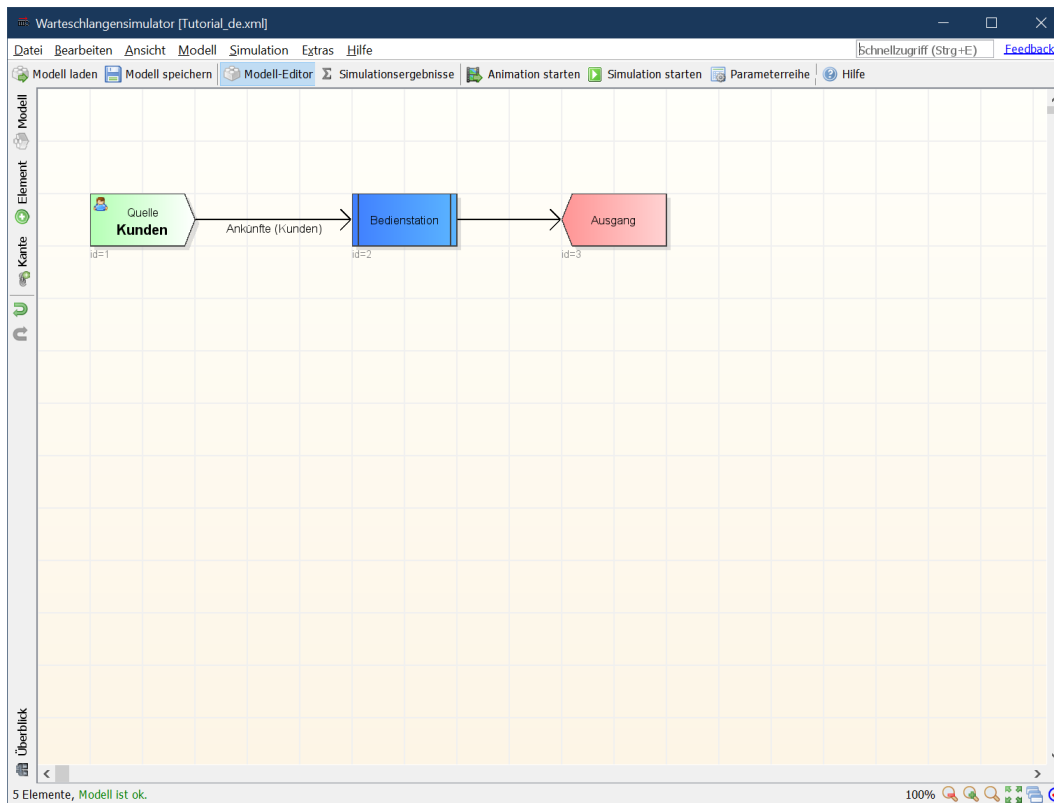 Warteschlangensimulator [Tutorial_de.xml]
Datei Bearbeiten Ansicht Modell Simulation Extras Hilfe Schnellzugriff (Strg+E) Feedback
Modell laden Modell speichern Modell-Editor Σ Simulationsergebnisse Animation starten Simulation starten Parameterreihe Hilfe
Modell
Element
Kante
Quelle
Kunden
id=1
Ankünfte (Kunden)
Bedienstation
id=2
Ausgang
id=3
Überblick
5 Elemente, Modell ist ok. 100%